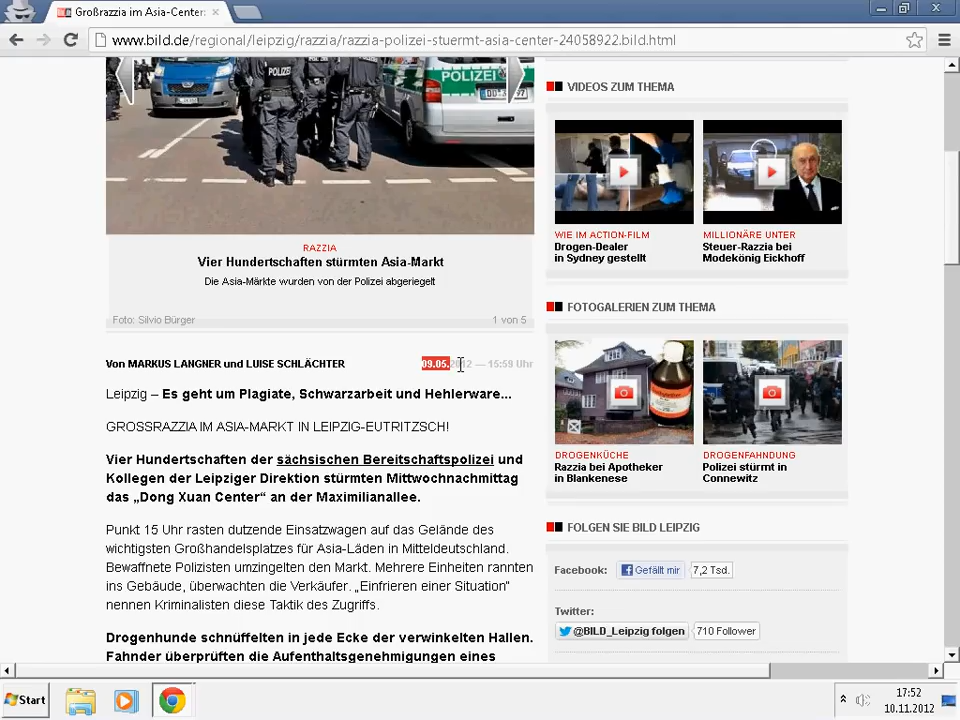 Großrazzia im Asia-Center:
www.bild.de/regional/leipzig/razzia/razzia-polizei-stuermt-asia-center-24058922.bild.html
POLIZEI
POLIZEI
VIDEOS ZUM THEMA
WIE IM ACTION-FILM
Drogen-Dealer
in Sydney gestellt
MILLIONÄRE UNTER
Steuer-Razzia bei
Modekönig Eickhoff
RAZZIA
Vier Hundertschaften stürmten Asia-Markt
Die Asia-Märkte wurden von der Polizei abgeriegelt
Foto: Silvio Bürger
1 von 5
FOTOGALERIEN ZUM THEMA
DROGENKÜCHE
Razzia bei Apotheker
in Blankenese
DROGENFAHNDUNG
Polizei stürmt in
Connewitz
Von MARKUS LANGNER und LUISE SCHLÄCHTER
09.05.2012 — 15:59 Uhr
Leipzig – Es geht um Plagiate, Schwarzarbeit und Hehlerware...
GROSSRAZZIA IM ASIA-MARKT IN LEIPZIG-EUTRITZSCH!
Vier Hundertschaften der sächsischen Bereitschaftspolizei und
Kollegen der Leipziger Direktion stürmten Mittwochnachmittag
das „Dong Xuan Center“ an der Maximilianallee.
Punkt 15 Uhr rasten dutzende Einsatzwagen auf das Gelände des
wichtigsten Großhandelsplatzes für Asia-Läden in Mitteldeutschland.
Bewaffnete Polizisten umzingelten den Markt. Mehrere Einheiten rannten
ins Gebäude, überwachten die Verkäufer. „Einfrieren einer Situation“
nennen Kriminalisten diese Taktik des Zugriffs.
Drogenhunde schnüffelten in jede Ecke der verwinkelten Hallen.
Fahnder überprüften die Aufenthaltsgenehmigungen eines
FOLGEN SIE BILD LEIPZIG
Facebook:
Gefällt mir
7,2 Tsd.
Twitter:
@BILD_Leipzig folgen
710 Follower
Start
17:52
10.11.2012